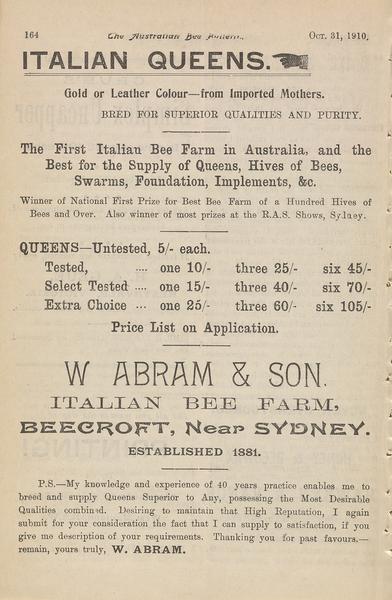 164 The Australian Bee Bulletin. OCT. 31, 1910,
ITALIAN QUEENS.
Gold or Leather Colour—from Imported Mothers.
BRED FOR SUPERIOR QUALITIES AND PURITY.
The First Italian Bee Farm in Australia, and the
Best for the Supply of Queens, Hives of Bees,
Swarms, Foundation, Implements, &c.
Winner of National First Prize for Best Bee Farm of a Hundred Hives of
Bees and Over. Also winner of most prizes at the R.A.S. Shows, Sydney.
QUEENS—Untested, 5/- each.
Tested, .... one 10/- three 25/- six 45/-
Select Tested .... one 15/- three 40/- six 70/-
Extra Choice ... one 25/- three 60/- six 105/-
Price List on Application.
W ABRAM & SON.
ITALIAN BEE FARM,
BEECROFT, Near SYDNEY.
ESTABLISHED 1881.
P.S.—My knowledge and experience of 40 years practice enables me to
breed and supply Queens Superior to Any, possessing the Most Desirable
Qualities combined. Desiring to maintain that High Reputation, I again
submit for your consideration the fact that I can supply to satisfaction, if you
give me description of your requirements. Thanking you for past favours.—
remain, yours truly, W. ABRAM.